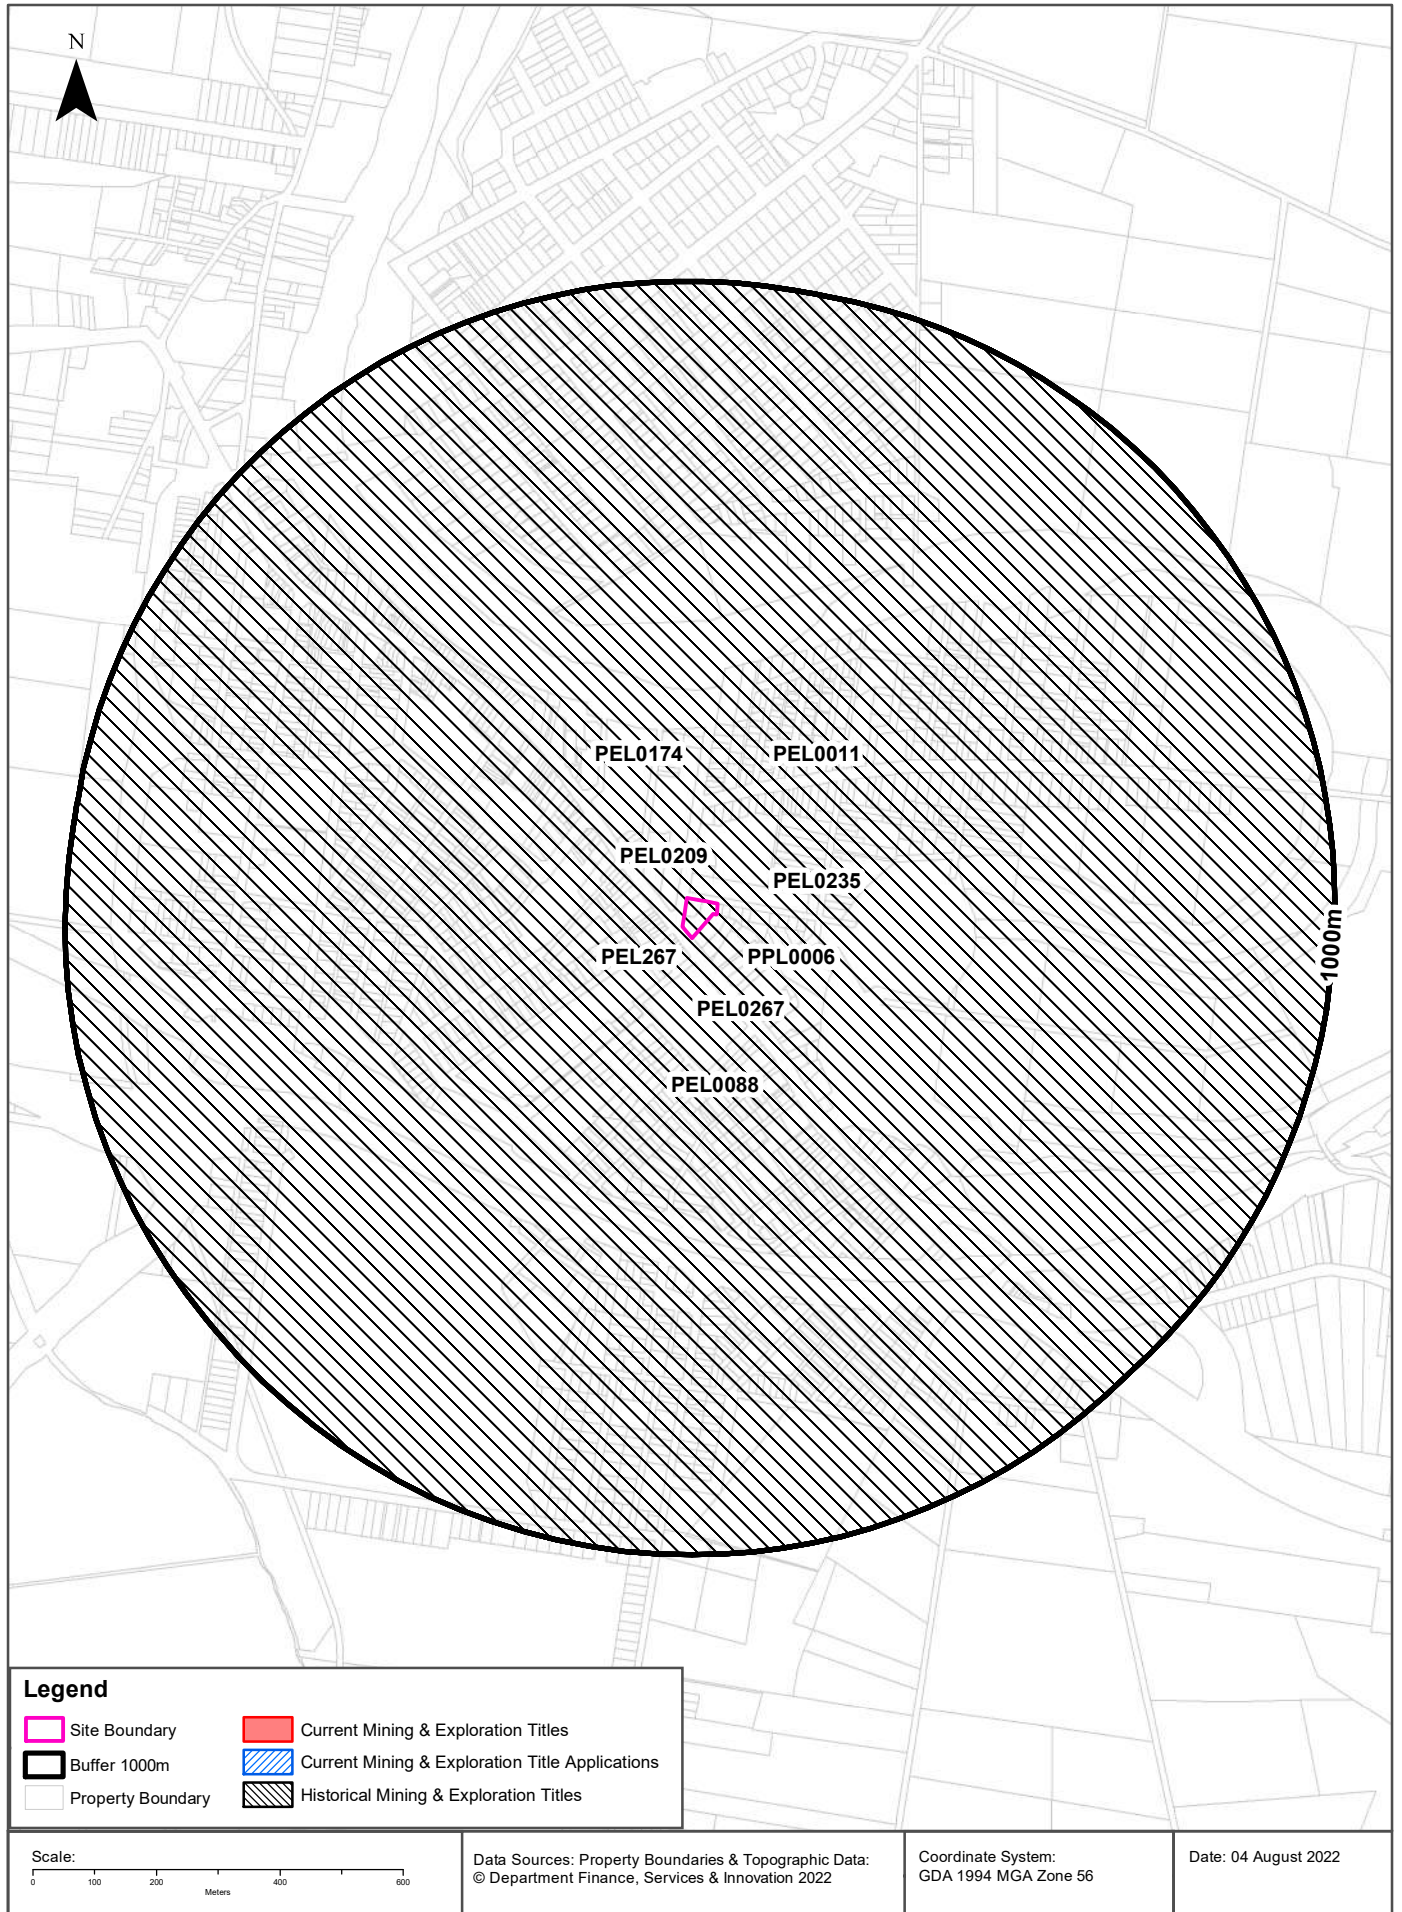 N
PEL0174
PEL0011
PEL0209
PEL0235
PEL267
PPL0006
PEL0267
PEL0088
1000m
Legend
Site Boundary
Buffer 1000m
Property Boundary
Current Mining & Exploration Titles
Current Mining & Exploration Title Applications
Historical Mining & Exploration Titles
Scale:
0 100 200 400 600
Meters
Data Sources: Property Boundaries & Topographic Data:
© Department Finance, Services & Innovation 2022
Coordinate System:
GDA 1994 MGA Zone 56
Date: 04 August 2022